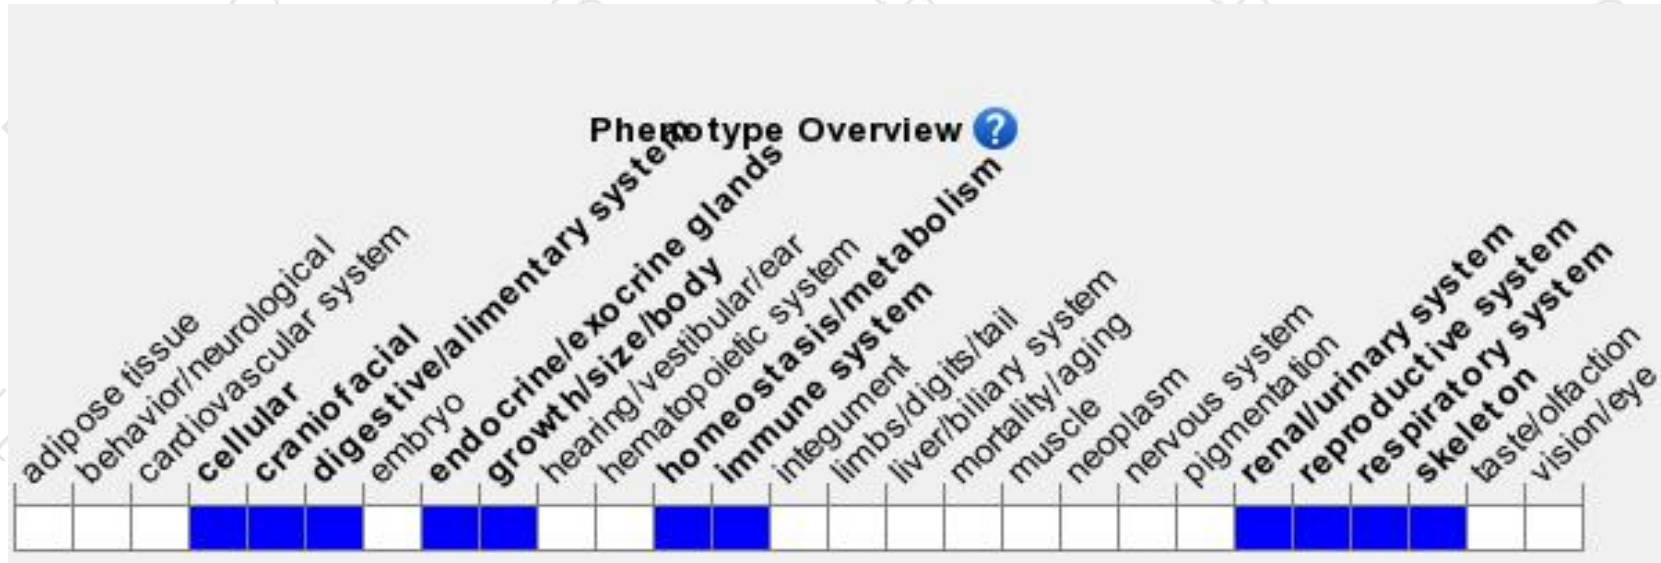 Phenotype Overview ?
adipose tissue
behavior/neurological
cardiovascular system
cellular
craniofacial
digestive/alimentary system
embryo
endocrine/exocrine glands
growth/size/body
hearing/vestibular/ear
hematopoietic system
homeostasis/metabolism
immune system
integument
limbs/digits/tail
liver/biliary system
mortality/aging
muscle
neoplasm
nervous system
pigmentation
renal/urinary system
reproductive system
respiratory system
skeleton
taste/olfaction
vision/eye